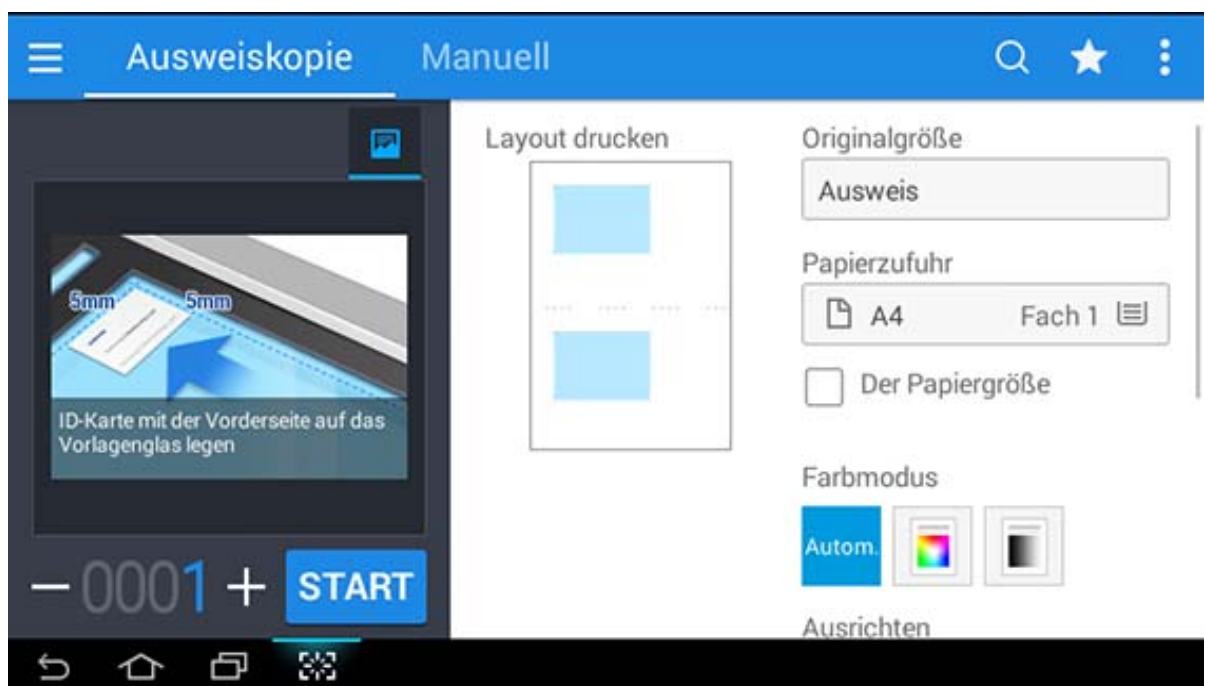 Ausweiskopie
Manuell
5mm
5mm
ID-Karte mit der Vorderseite auf das
Vorlagenglas legen
0001
START
Layout drucken
Originalgröße
Ausweis
Papierzufuhr
A4
Fach 1
Der Papiergröße
Farbmodus
Autom.
Ausrichten